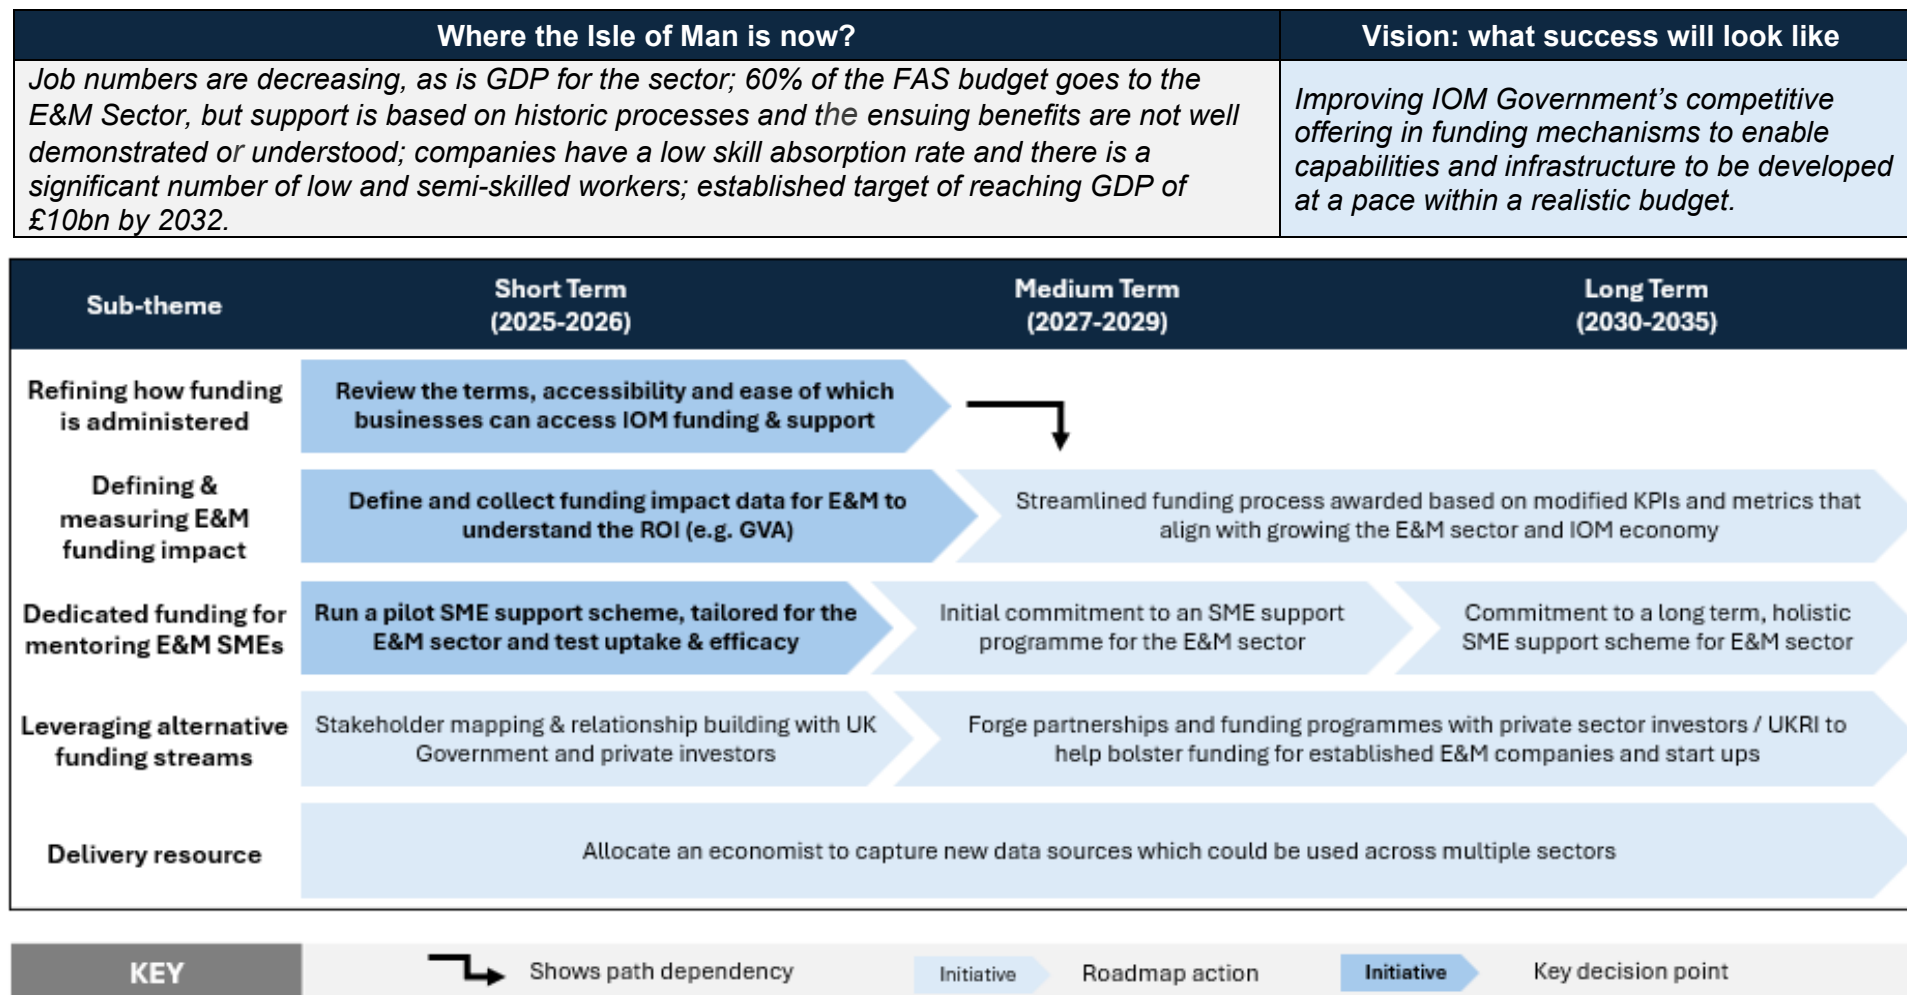 Where the Isle of Man is now?
Vision: what success will look like
Job numbers are decreasing, as is GDP for the sector; 60% of the FAS budget goes to the
E&M Sector, but support is based on historic processes and the ensuing benefits are not well
demonstrated or understood; companies have a low skill absorption rate and there is a
significant number of low and semi-skilled workers; established target of reaching GDP of
£10bn by 2032.
Improving IOM Government's competitive
offering in funding mechanisms to enable
capabilities and infrastructure to be developed
at a pace within a realistic budget.
Sub-theme
Short Term
(2025-2026)
Medium Term
(2027-2029)
Long Term
(2030-2035)
Refining how funding
is administered
Review the terms, accessibility and ease of which
businesses can access IOM funding & support
Defining &
measuring E&M
funding impact
Define and collect funding impact data for E&M to
understand the ROI (e.g. GVA)
Streamlined funding process awarded based on modified KPIs and metrics that
align with growing the E&M sector and IOM economy
Dedicated funding for
mentoring E&M SMEs
Run a pilot SME support scheme, tailored for the
E&M sector and test uptake & efficacy
Initial commitment to an SME support
programme for the E&M sector
Commitment to a long term, holistic
SME support scheme for E&M sector
Leveraging alternative
funding streams
Stakeholder mapping & relationship building with UK
Government and private investors
Forge partnerships and funding programmes with private sector investors / UKRI to
help bolster funding for established E&M companies and start ups
Delivery resource
Allocate an economist to capture new data sources which could be used across multiple sectors
KEY
Shows path dependency
Initiative
Roadmap action
Initiative
Key decision point